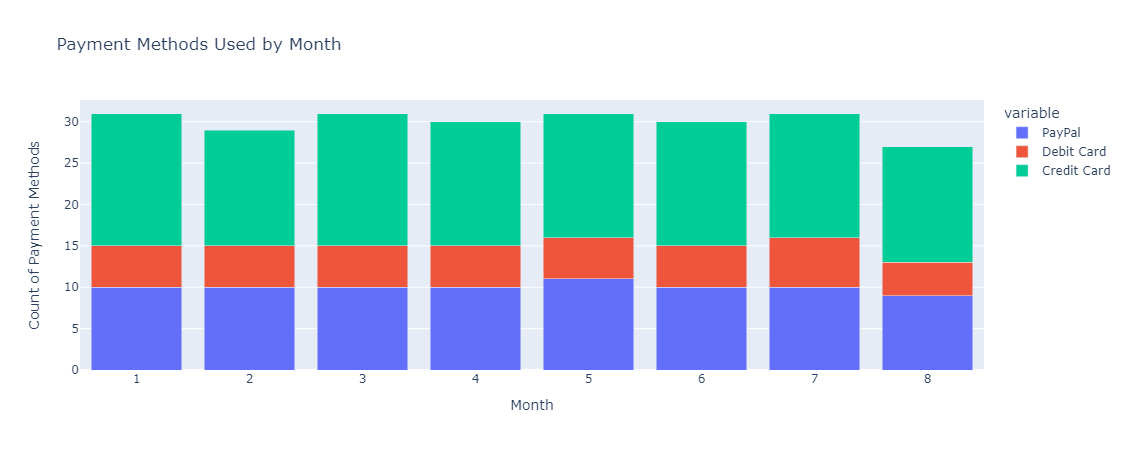 Payment Methods Used by Month
variable
PayPal
Debit Card
Credit Card
Count of Payment Methods
30
25
20
15
10
5
0
1 2 3 4 5 6 7 8
Month